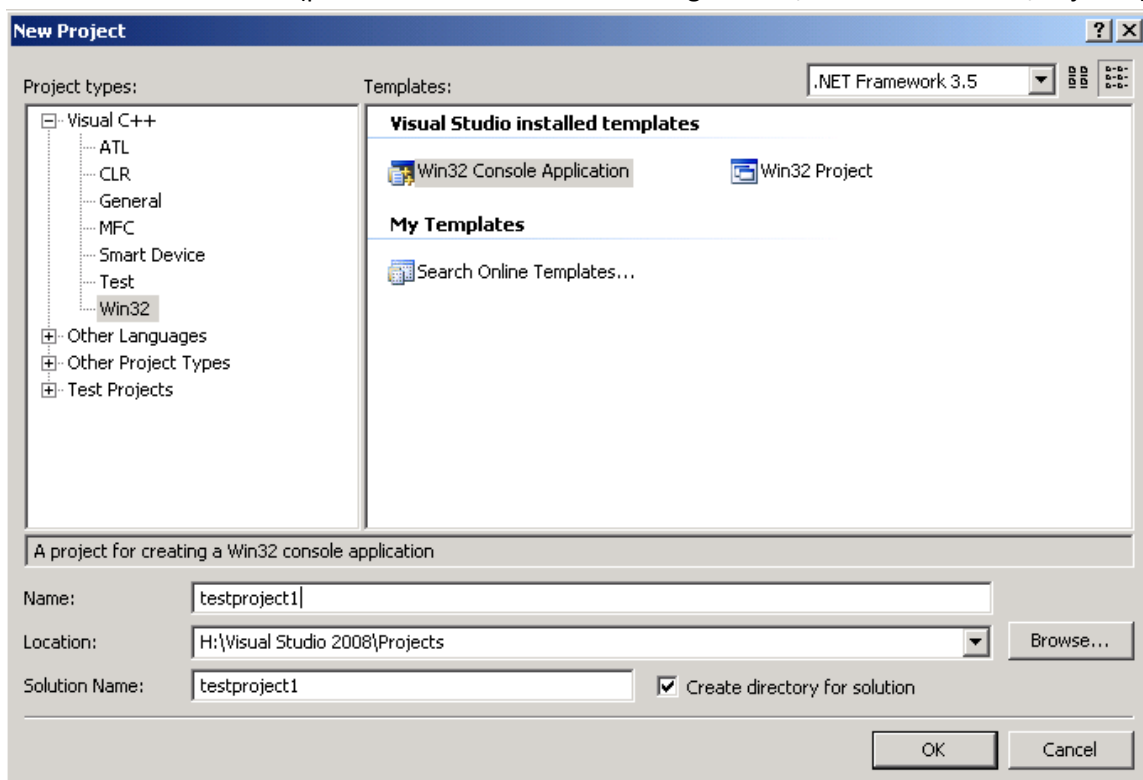 New Project
Project types:
Templates:
.NET Framework 3.5
Visual C++
ATL
CLR
General
MFC
Smart Device
Test
Win32
Other Languages
Other Project Types
Test Projects
Visual Studio installed templates
Win32 Console Application
Win32 Project
My Templates
Search Online Templates...
A project for creating a Win32 console application
Name:
testproject1
Location:
H:\Visual Studio 2008\Projects
Browse...
Solution Name:
testproject1
Create directory for solution
OK
Cancel